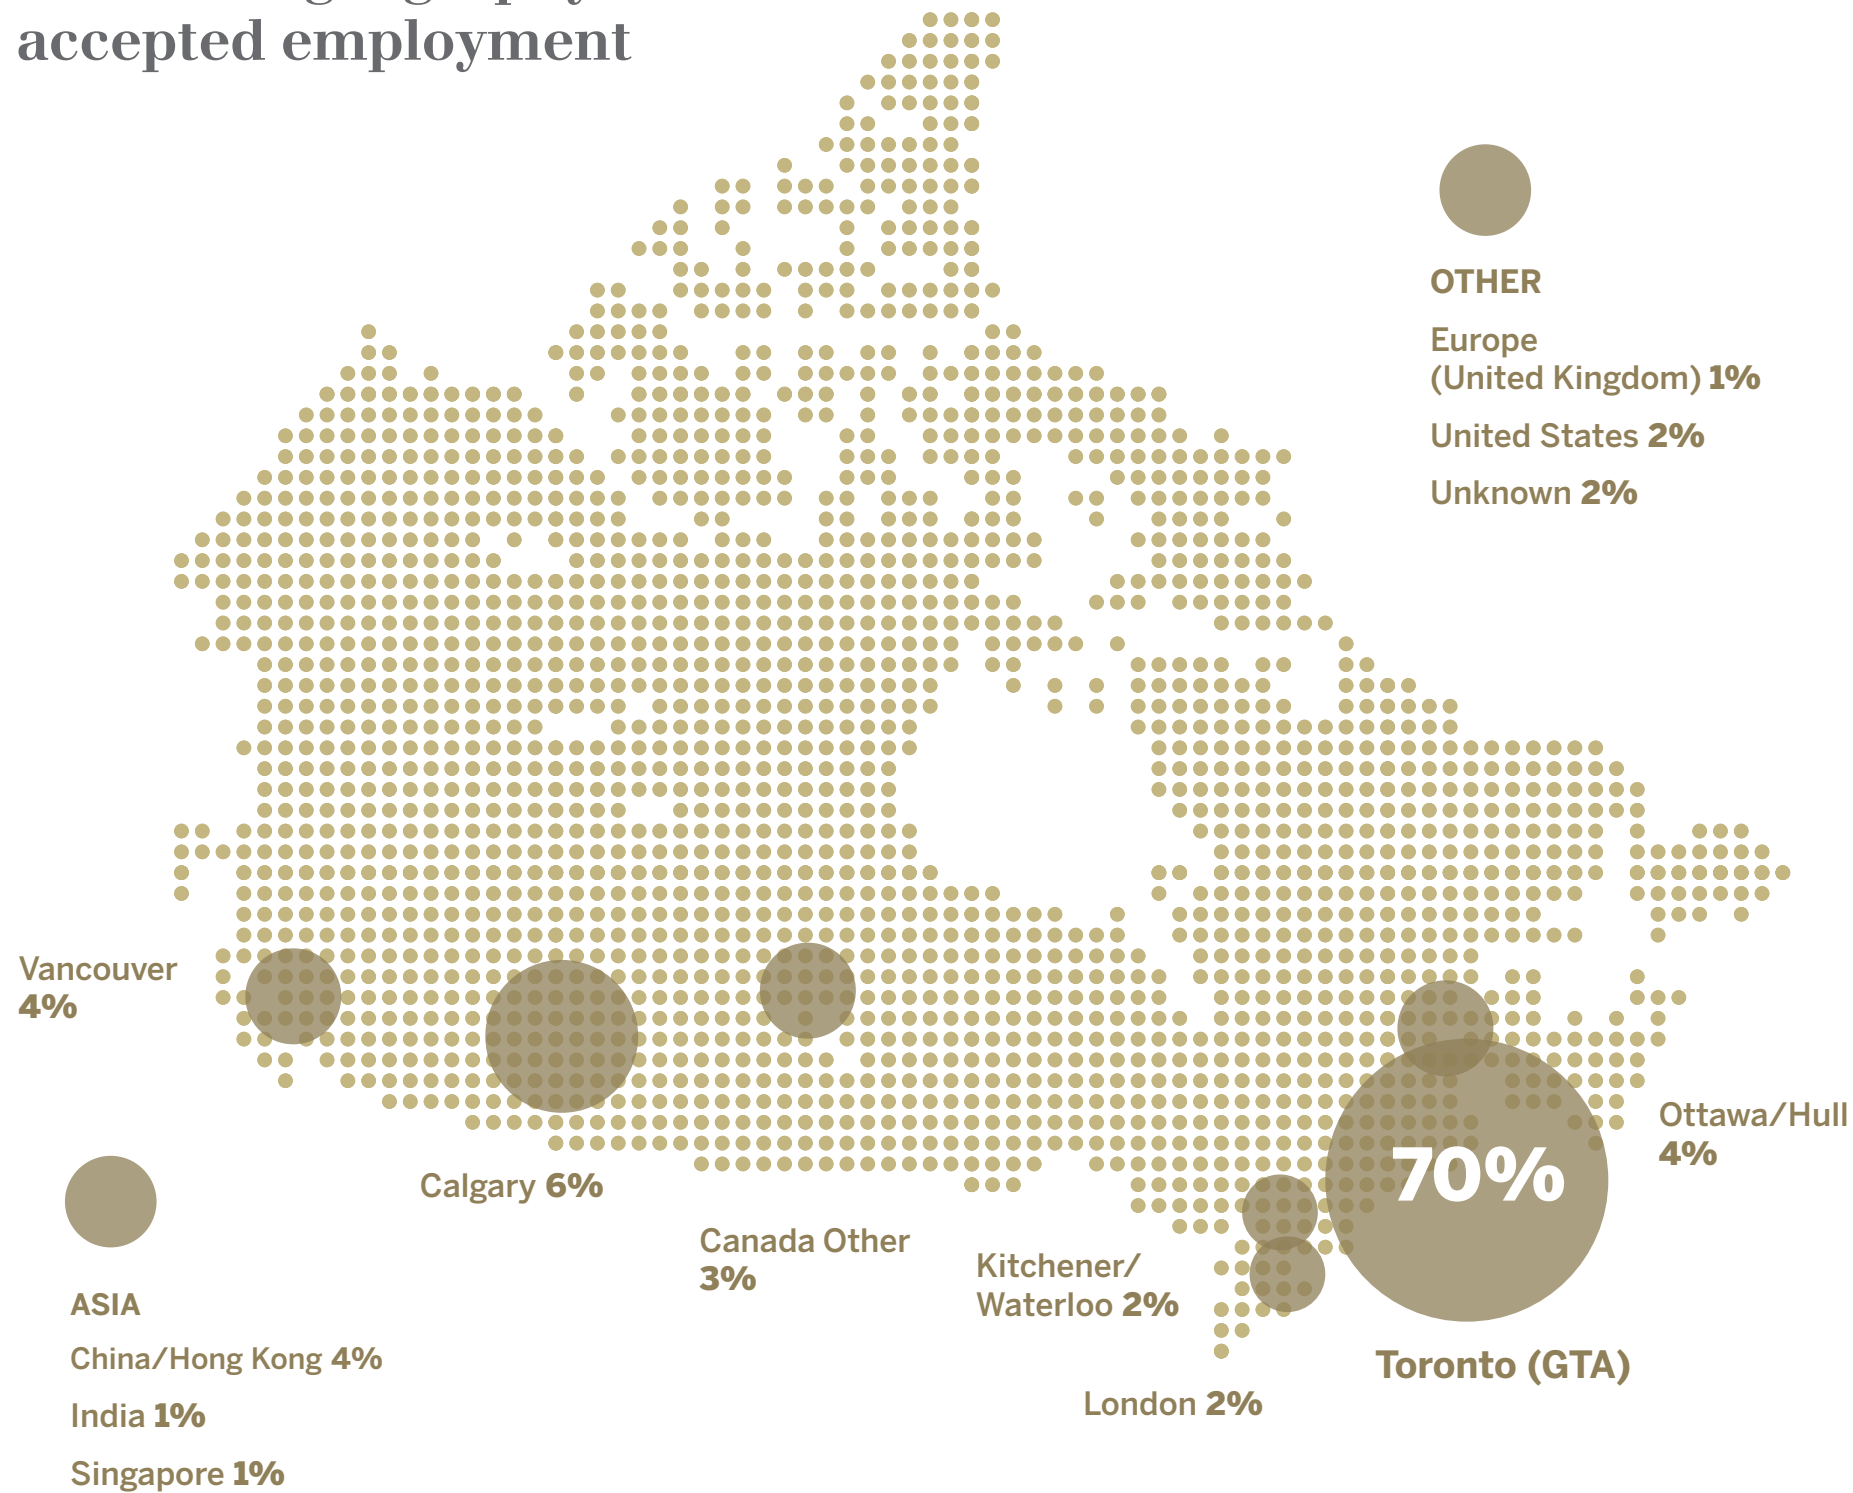 accepted employment
OTHER
Europe
(United Kingdom) 1%
United States 2%
Unknown 2%
Vancouver
4%
Calgary 6%
Canada Other
3%
Kitchener/
Waterloo 2%
London 2%
70%
Toronto (GTA)
Ottawa/Hull
4%
ASIA
China/Hong Kong 4%
India 1%
Singapore 1%